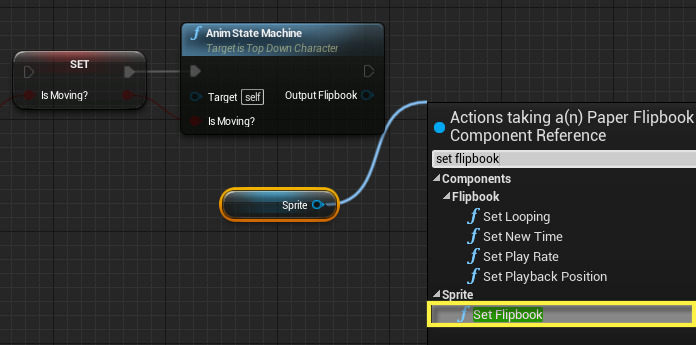 SET
Is Moving?
Anim State Machine
Target is Top Down Character
Target self
Output Flipbook
Is Moving?
Sprite
Actions taking a(n) Paper Flipbook
Component Reference
set flipbook
Components
Flipbook
Set Looping
Set New Time
Set Play Rate
Set Playback Position
Sprite
Set Flipbook